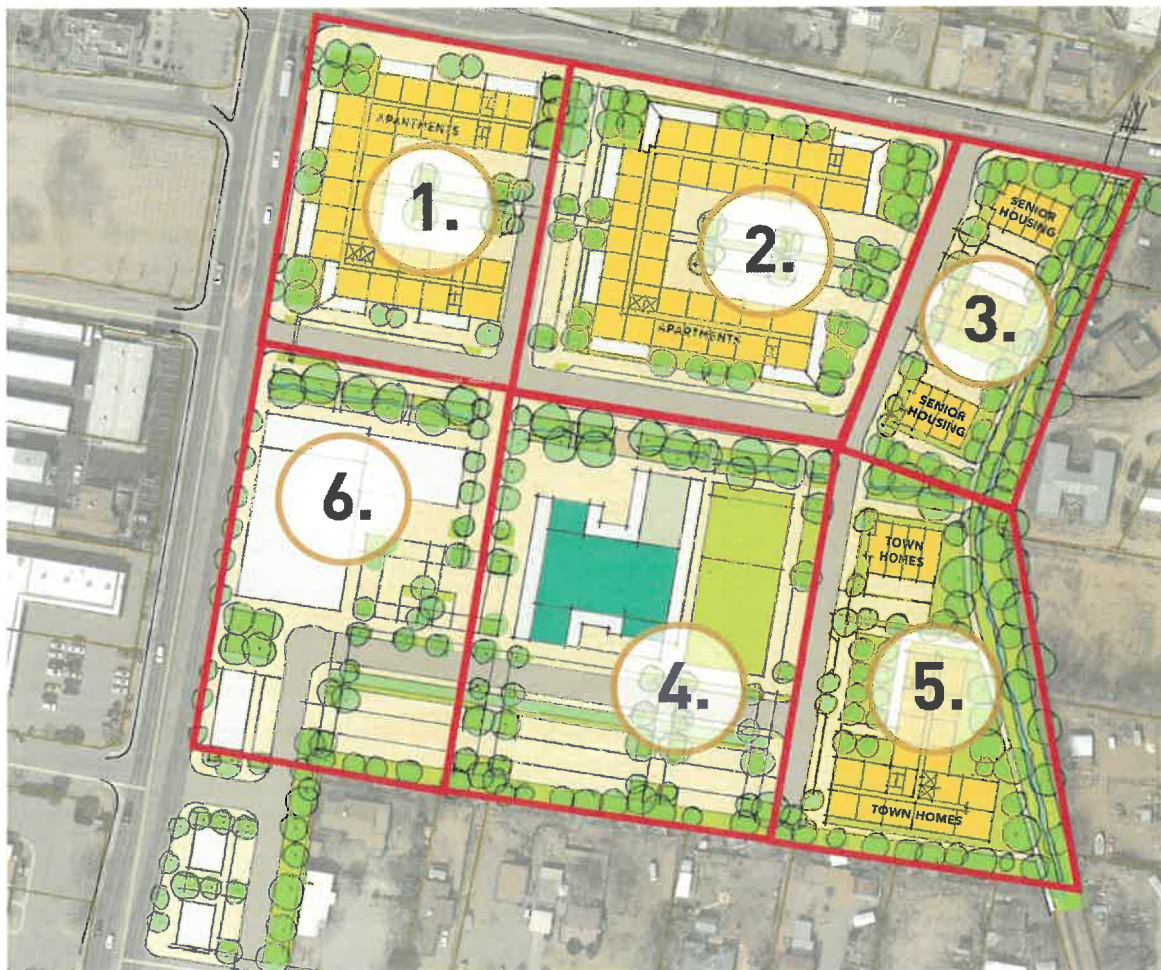 APARTMENTS
1.
2.
APARTMENTS
SENIOR
HOUSING
3.
SENIOR
HOUSING
6.
4.
TOWN
HOMES
5.
TOWN HOMES